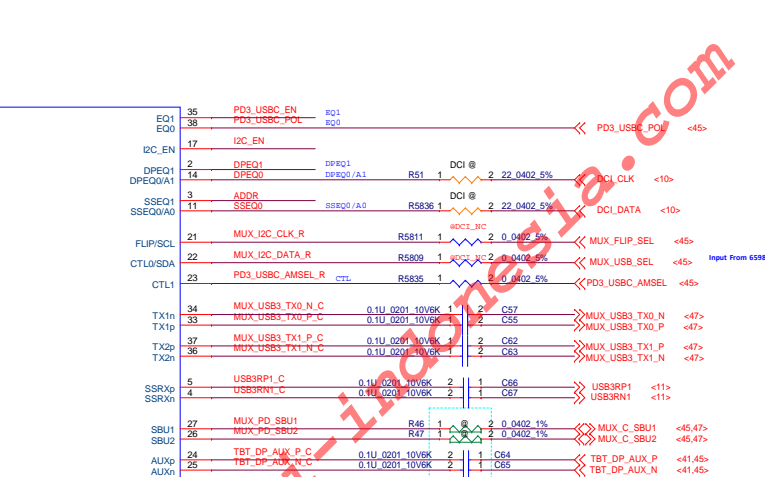 35 PD3_USBC_EN EQ1
EQ1
38 PD3_USBC_POL EQ0
EQ0 PD3_USBC_POL <45>
17 I2C_EN
I2C_EN
2 DPEQ1 DPEQ1 DCI @
DPEQ1
14 DPEQ0 DPEQ0/A1 R51 1 2 22_0402_5%
DPEQ0/A1 DCI_CLK <10>
3 ADDR DCI @
SSEQ1
11 SSEQ0 SSEQ0/A0 R5836 1 2 22_0402_5%
SSEQ0/A0 DCI_DATA <10>
@DCI_NC
21 MUX_I2C_CLK_R R5811 1 2 0_0402_5%
FLIP/SCL MUX_FLIP_SEL <45>
22 MUX_I2C_DATA_R R5809 1 @DCI_NC 2 0_0402_5%
CTL0/SDA MUX_USB_SEL <45> Input From 6598
23 PD3_USBC_AMSEL_R CTL R5835 1 2 0_0402_5%
CTL1 PD3_USBC_AMSEL <45>
34 MUX_USB3_TX0_N_C 0.1U_0201_10V6K 1 2 C57
TX1n MUX_USB3_TX0_N <47>
33 MUX_USB3_TX0_P_C 0.1U_0201_10V6K 1 2 C55
TX1p MUX_USB3_TX0_P <47>
37 MUX_USB3_TX1_P_C 0.1U_0201_10V6K 1 2 C62
TX2p MUX_USB3_TX1_P <47>
36 MUX_USB3_TX1_N_C 0.1U_0201_10V6K 1 2 C63
TX2n MUX_USB3_TX1_N <47>
5 USB3RP1_C 0.1U_0201_10V6K 2 1 C66
SSRXp USB3RP1 <11>
4 USB3RN1_C 0.1U_0201_10V6K 2 1 C67
SSRXn USB3RN1 <11>
27 MUX_PD_SBU1 R46 1 @ 2 0_0402_1%
SBU1 MUX_C_SBU1 <45,47>
26 MUX_PD_SBU2 R47 1 @ 2 0_0402_1%
SBU2 MUX_C_SBU2 <45,47>
24 TBT_DP_AUX_P_C 0.1U_0201_10V6K 2 1 C64
AUXp TBT_DP_AUX_P <41,45>
25 TBT_DP_AUX_N_C 0.1U_0201_10V6K 2 1 C65
AUXn TBT_DP_AUX_N <41,45>
i-indonesia.com